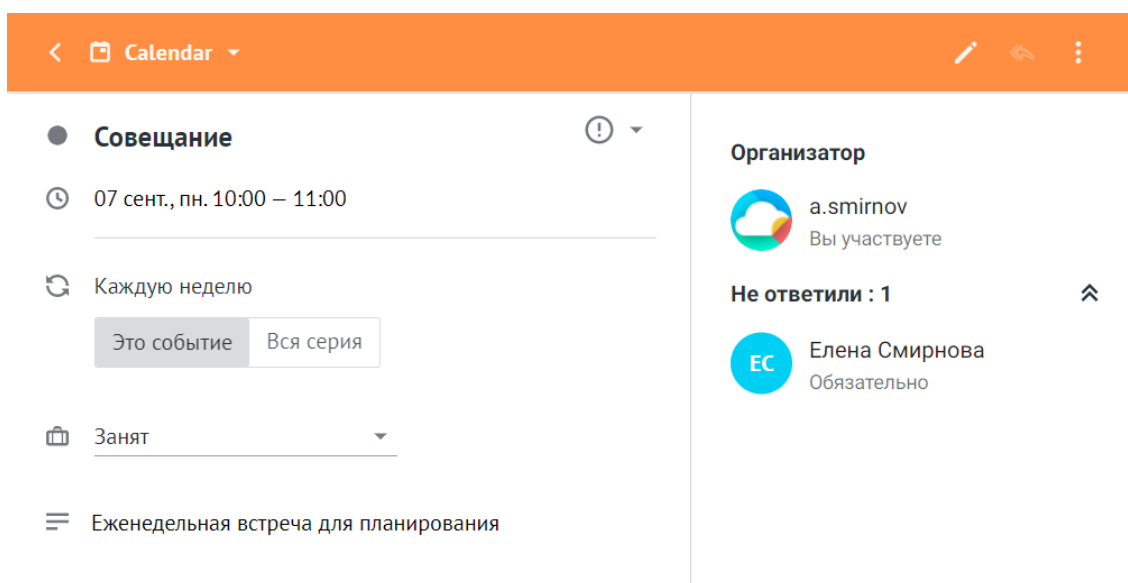 Calendar
Совещание
07 сент., пн. 10:00 — 11:00
Каждую неделю
Это событие
Вся серия
Занят
Еженедельная встреча для планирования
Организатор
a.smirnov
Вы участвуете
Не ответили : 1
ЕС
Елена Смирнова
Обязательно